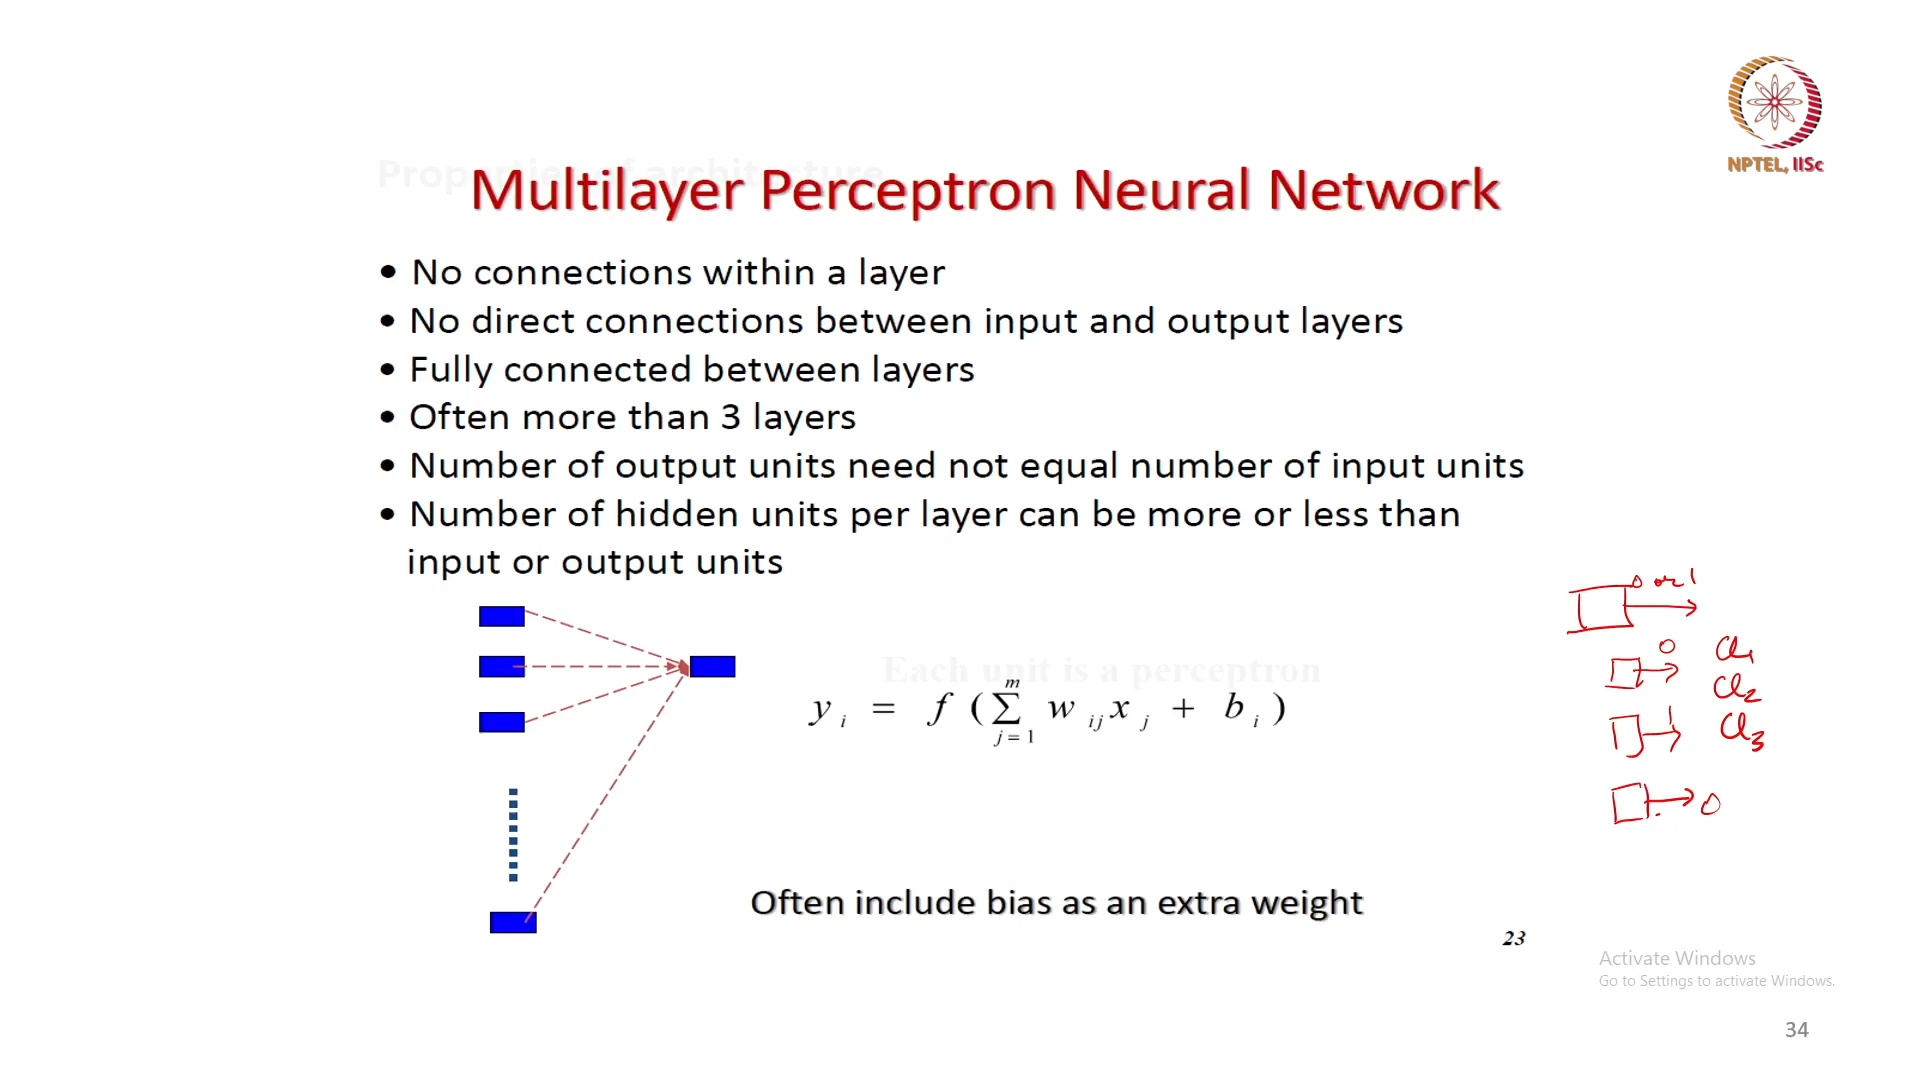 NPTEL, IISc
Properties of architecture
Multilayer Perceptron Neural Network
• No connections within a layer
• No direct connections between input and output layers
• Fully connected between layers
• Often more than 3 layers
• Number of output units need not equal number of input units
• Number of hidden units per layer can be more or less than
input or output units
0 or 1
0 Cl1
Cl2
1 Cl3
0
Each unit is a perceptron
y i = f ( m ∑ j = 1 w ij x j + b i )
Often include bias as an extra weight
23
Activate Windows
Go to Settings to activate Windows.
34